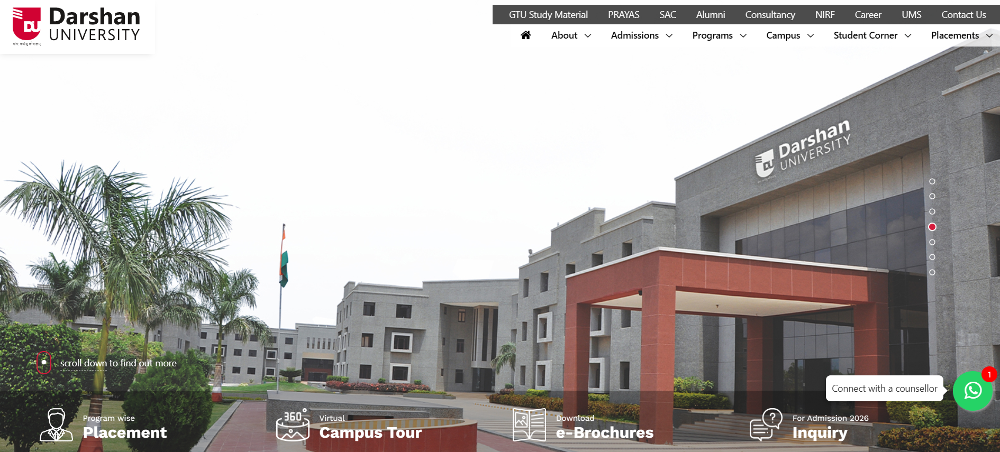 Darshan
UNIVERSITY
DU
योगः कर्मसु कौशलम्
GTU Study Material PRAYAS SAC Alumni Consultancy NIRF Career UMS Contact Us
About Admissions Programs Campus Student Corner Placements
Darshan
UNIVERSITY
DU
scroll down to find out more
1
Connect with a counsellor
Program wise
Placement
360°
Virtual
Campus Tour
Download
e-Brochures
?
For Admission 2026
Inquiry